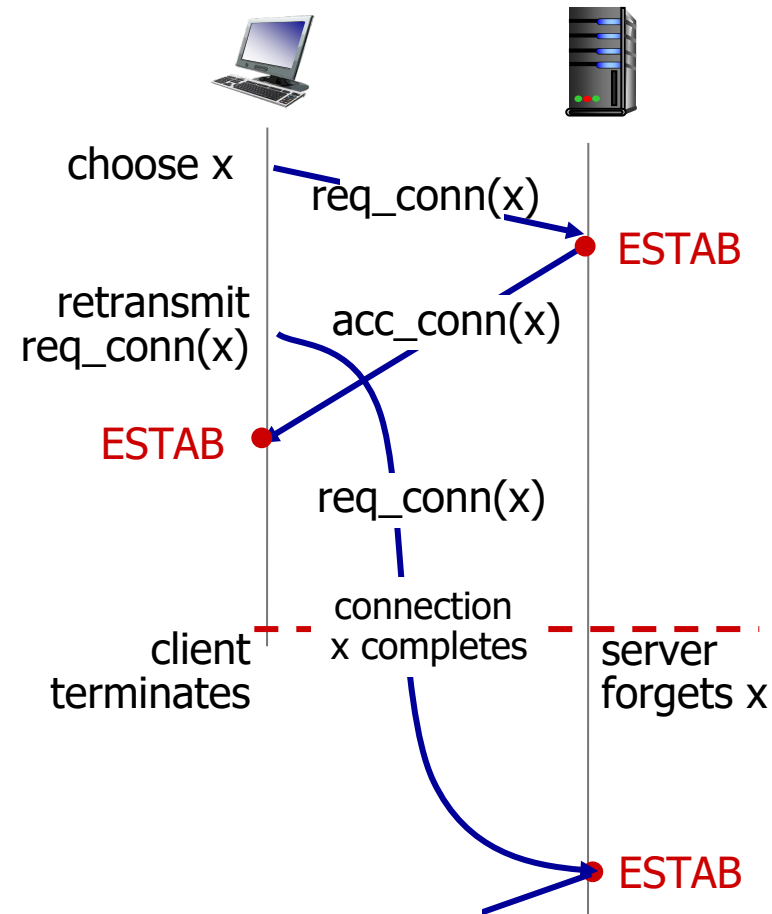 choose x
req_conn(x)
ESTAB
retransmit
req_conn(x)
acc_conn(x)
ESTAB
req_conn(x)
connection
x completes
client
terminates
server
forgets x
ESTAB